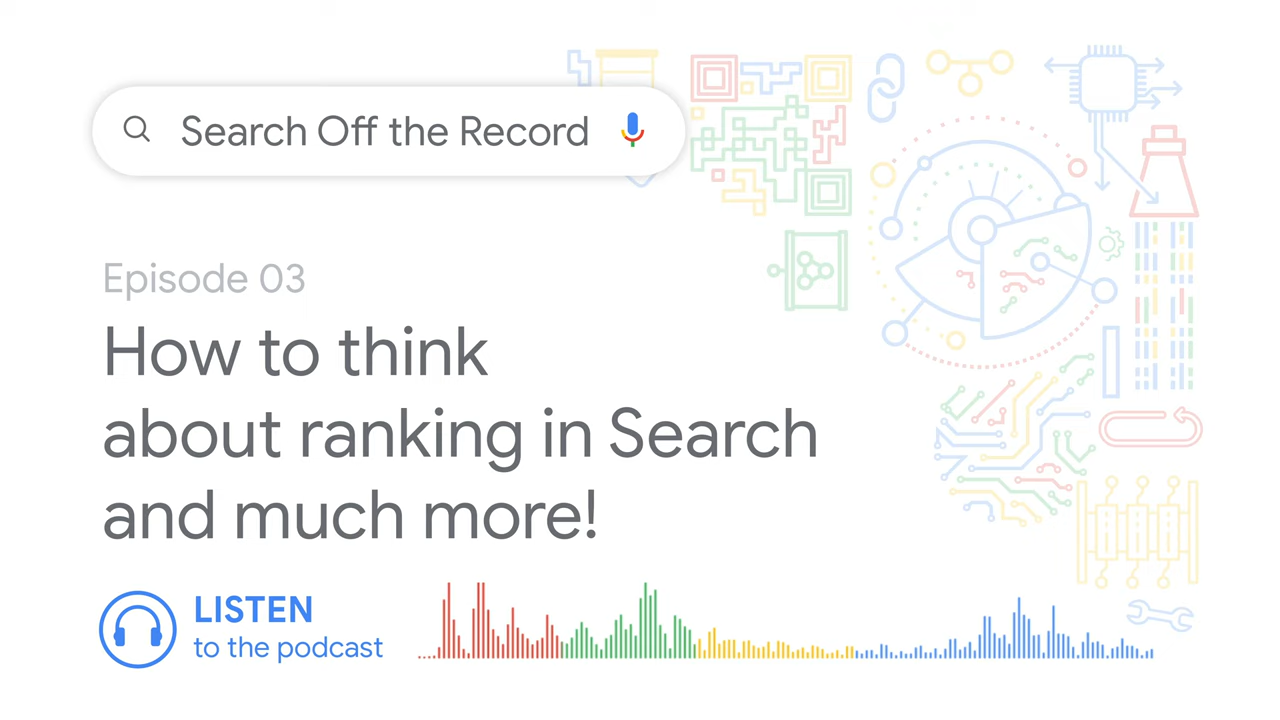 Search Off the Record
Episode 03
How to think
about ranking in Search
and much more!
LISTEN
to the podcast